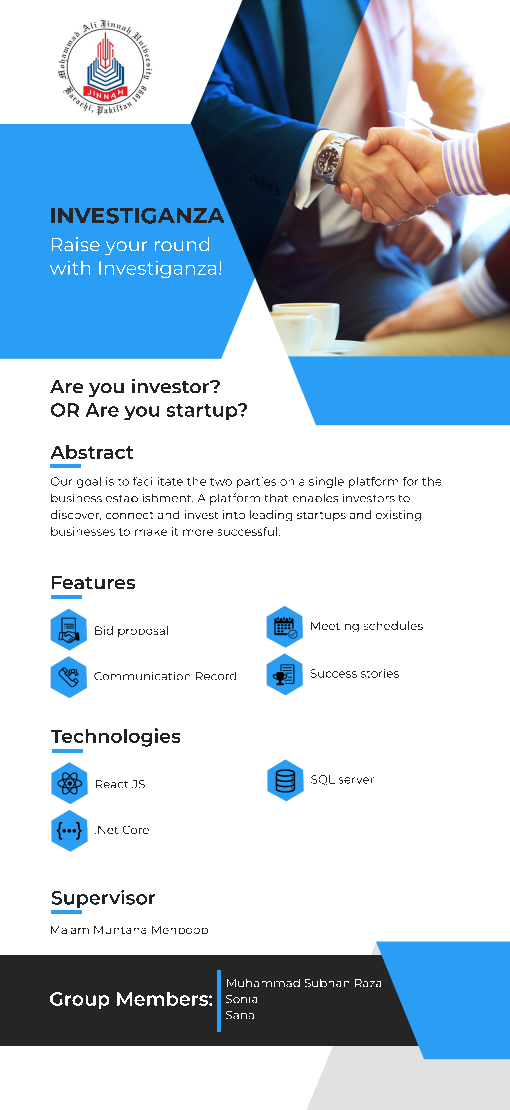 Mohammad Ali Jinnah University
JINNAH
Karachi, Pakistan 1998
INVESTIGANZA
Raise your round
with Investiganza!
Are you investor?
OR Are you startup?
Abstract
Our goal is to facilitate the two parties on a single platform for the
business establishment. A platform that enables investors to
discover, connect and invest into leading startups and existing
businesses to make it more successful.
Features
Bid proposal
Meeting schedules
Communication Record
Success stories
Technologies
React JS
SQL server
.Net Core
Supervisor
Group Members:
Muhammad Subhan Raza
Sonia
Sana